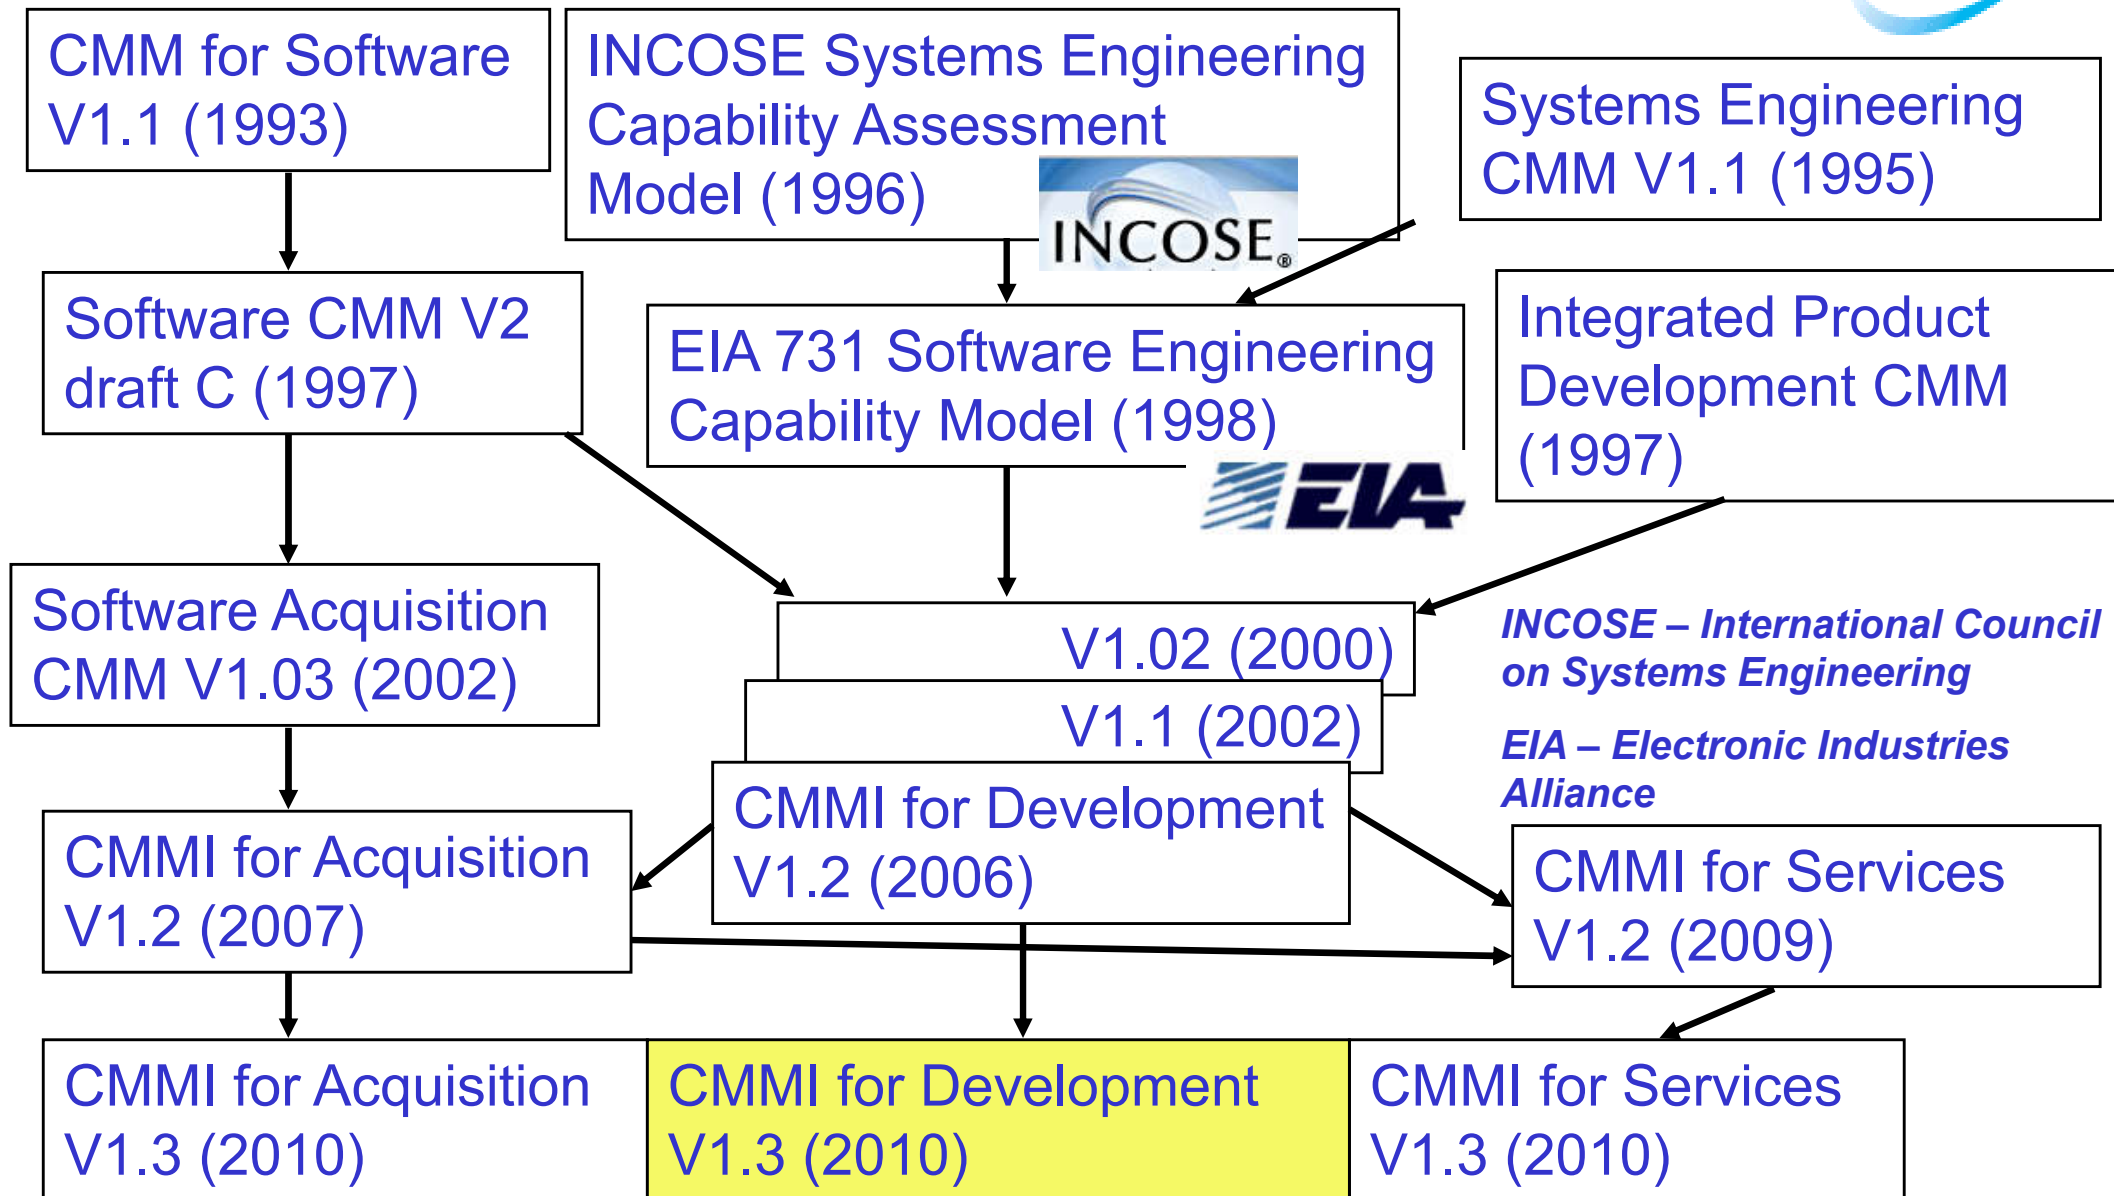 CMM for Software
V1.1 (1993)
INCOSE Systems Engineering
Capability Assessment
Model (1996)
INCOSE®
Systems Engineering
CMM V1.1 (1995)
Software CMM V2
draft C (1997)
EIA 731 Software Engineering
Capability Model (1998)
EIA
Integrated Product
Development CMM
(1997)
Software Acquisition
CMM V1.03 (2002)
V1.02 (2000)
V1.1 (2002)
INCOSE – International Council
on Systems Engineering
EIA – Electronic Industries
Alliance
CMMI for Acquisition
V1.2 (2007)
CMMI for Development
V1.2 (2006)
CMMI for Services
V1.2 (2009)
CMMI for Acquisition
V1.3 (2010)
CMMI for Development
V1.3 (2010)
CMMI for Services
V1.3 (2010)